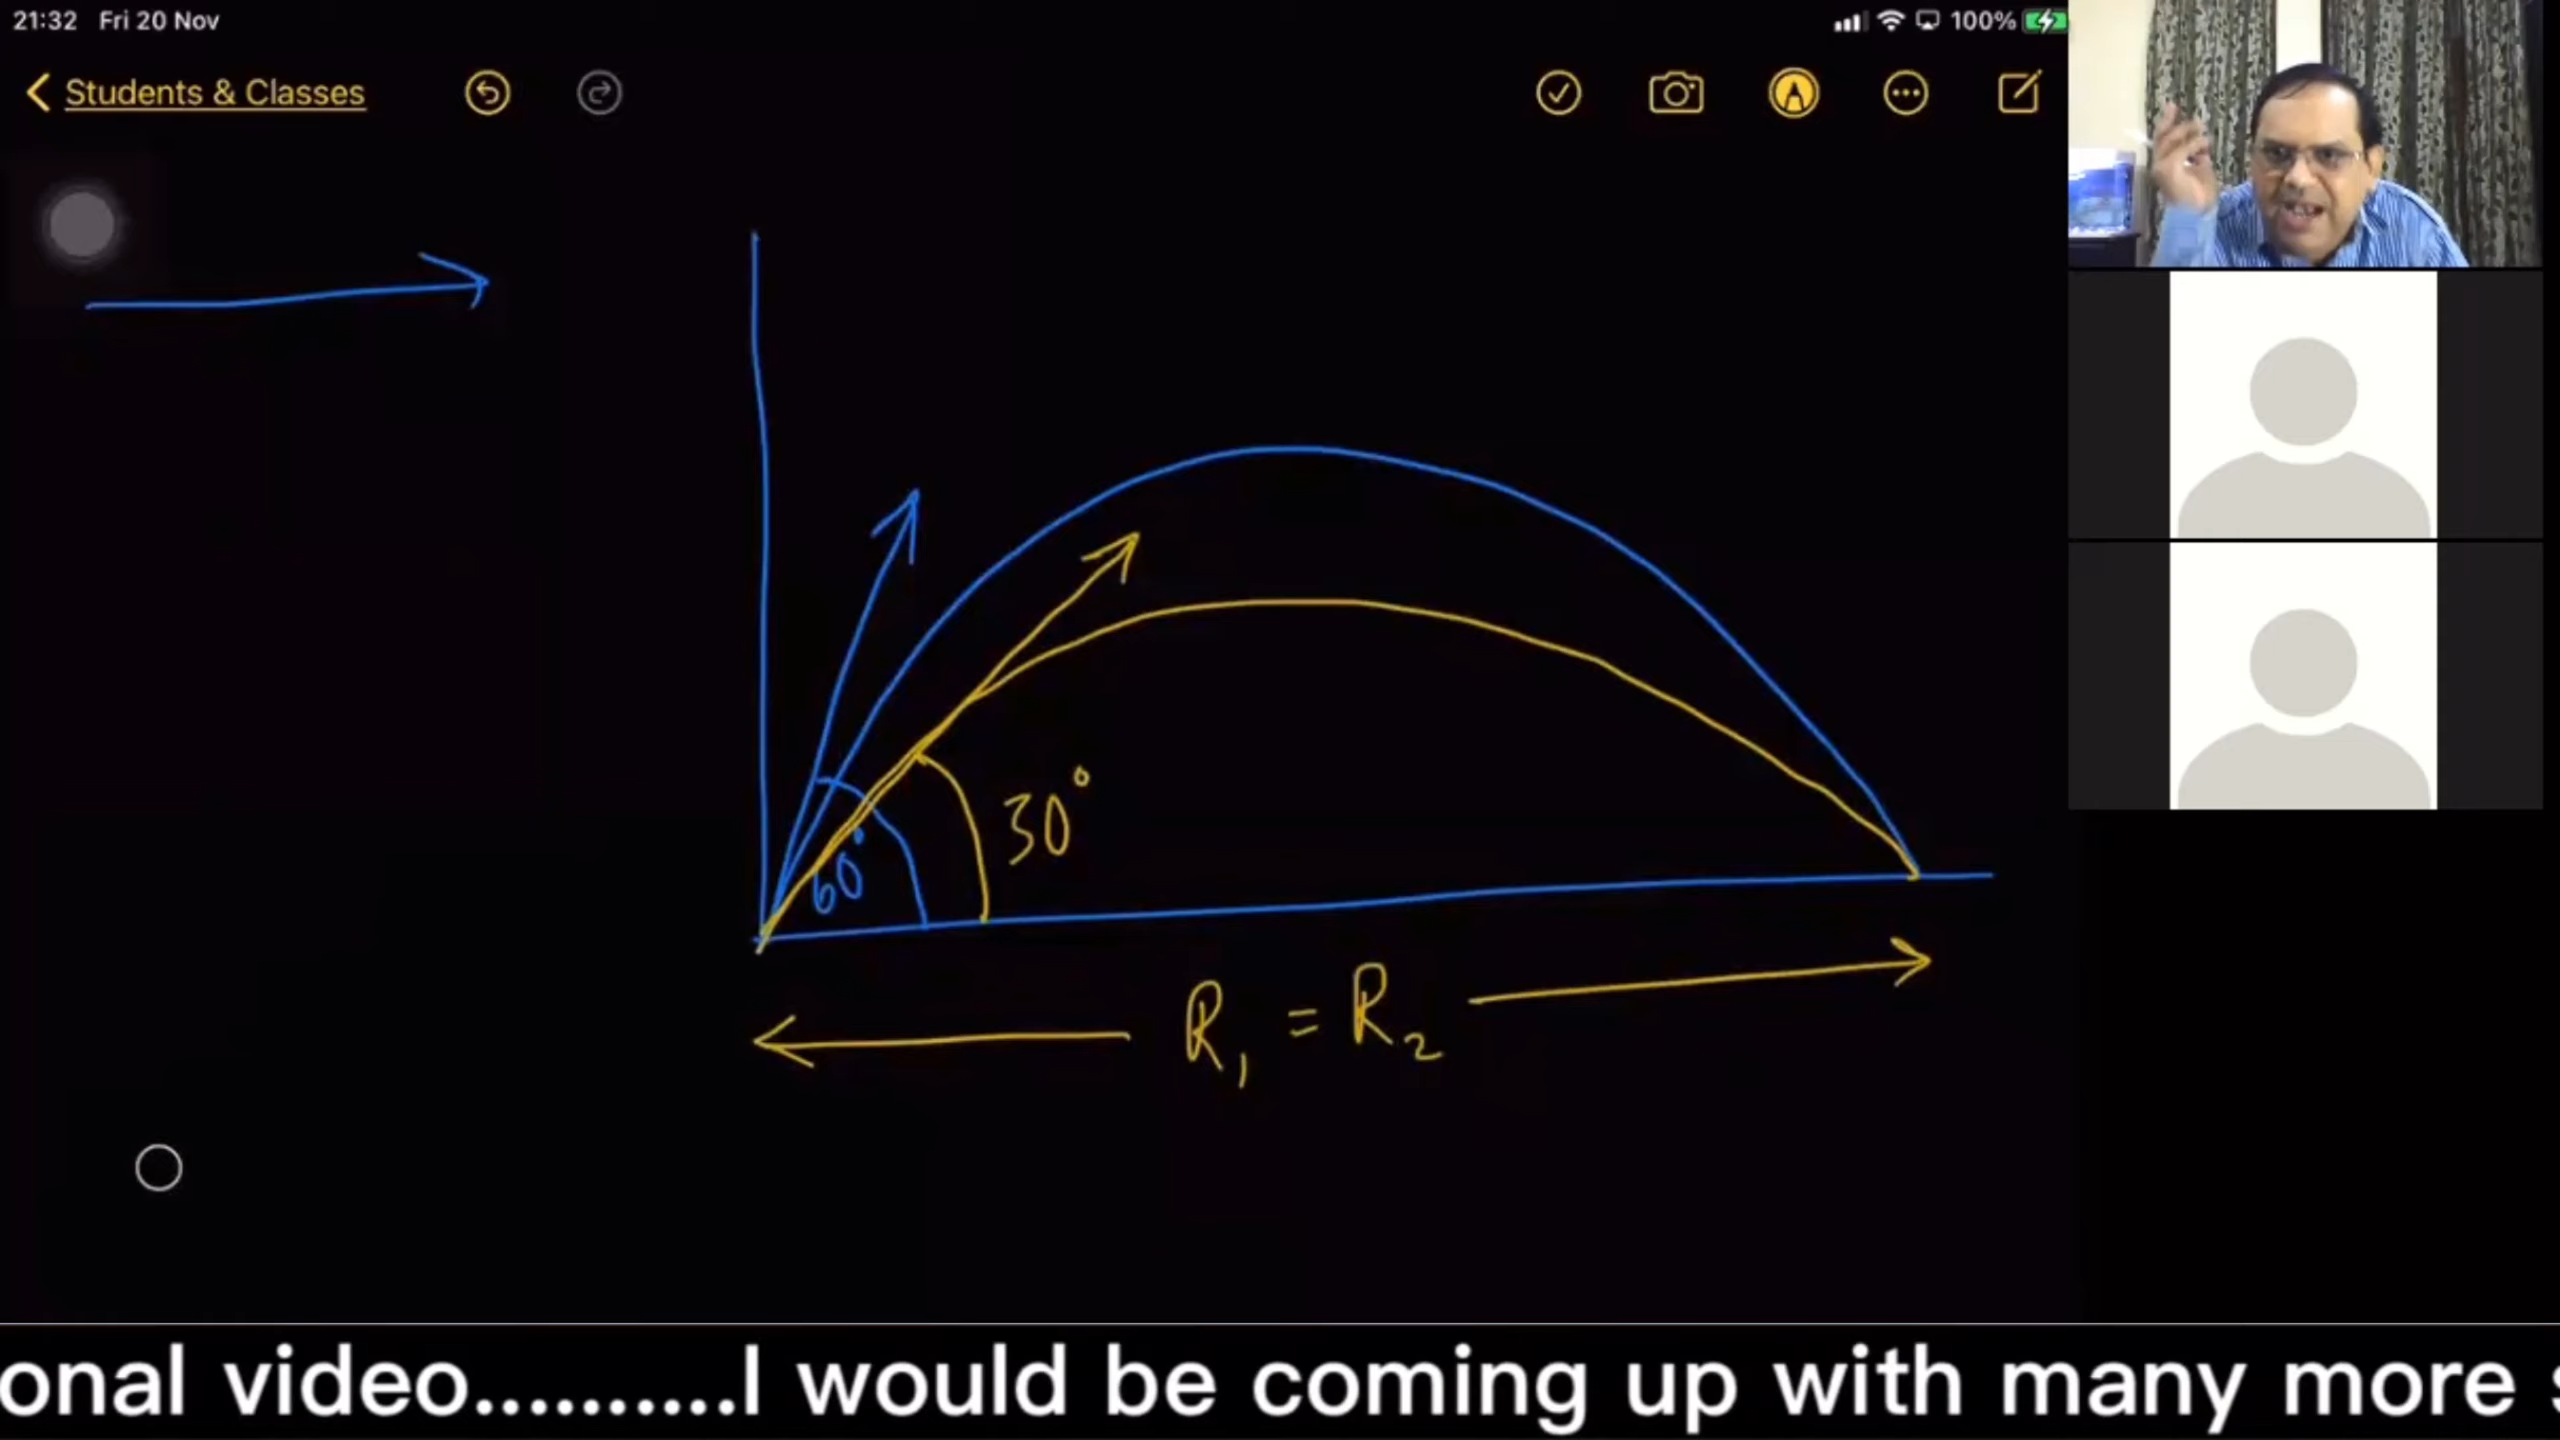 21:32 Fri 20 Nov
100%
Students & Classes
30°
60°
R₁ = R₂
onal video..........I would be coming up with many more s